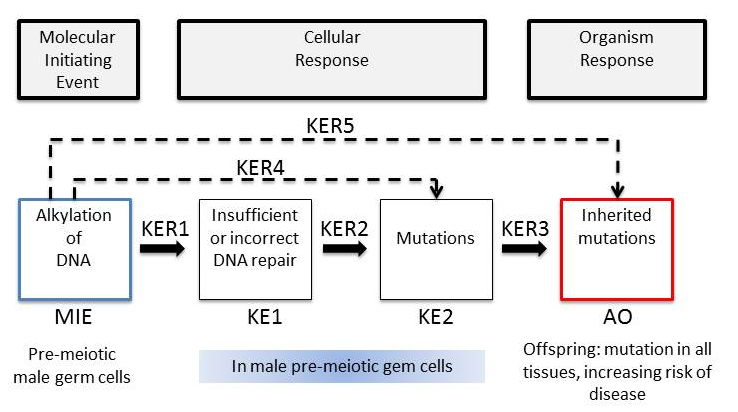 Molecular
Initiating
Event
Cellular
Response
Organism
Response
KER5
KER4
Alkylation
of
DNA
KER1
Insufficient
or incorrect
DNA repair
KER2
Mutations
KER3
Inherited
mutations
MIE
KE1
KE2
AO
Pre-meiotic
male germ cells
In male pre-meiotic gem cells
Offspring: mutation in all
tissues, increasing risk of
disease